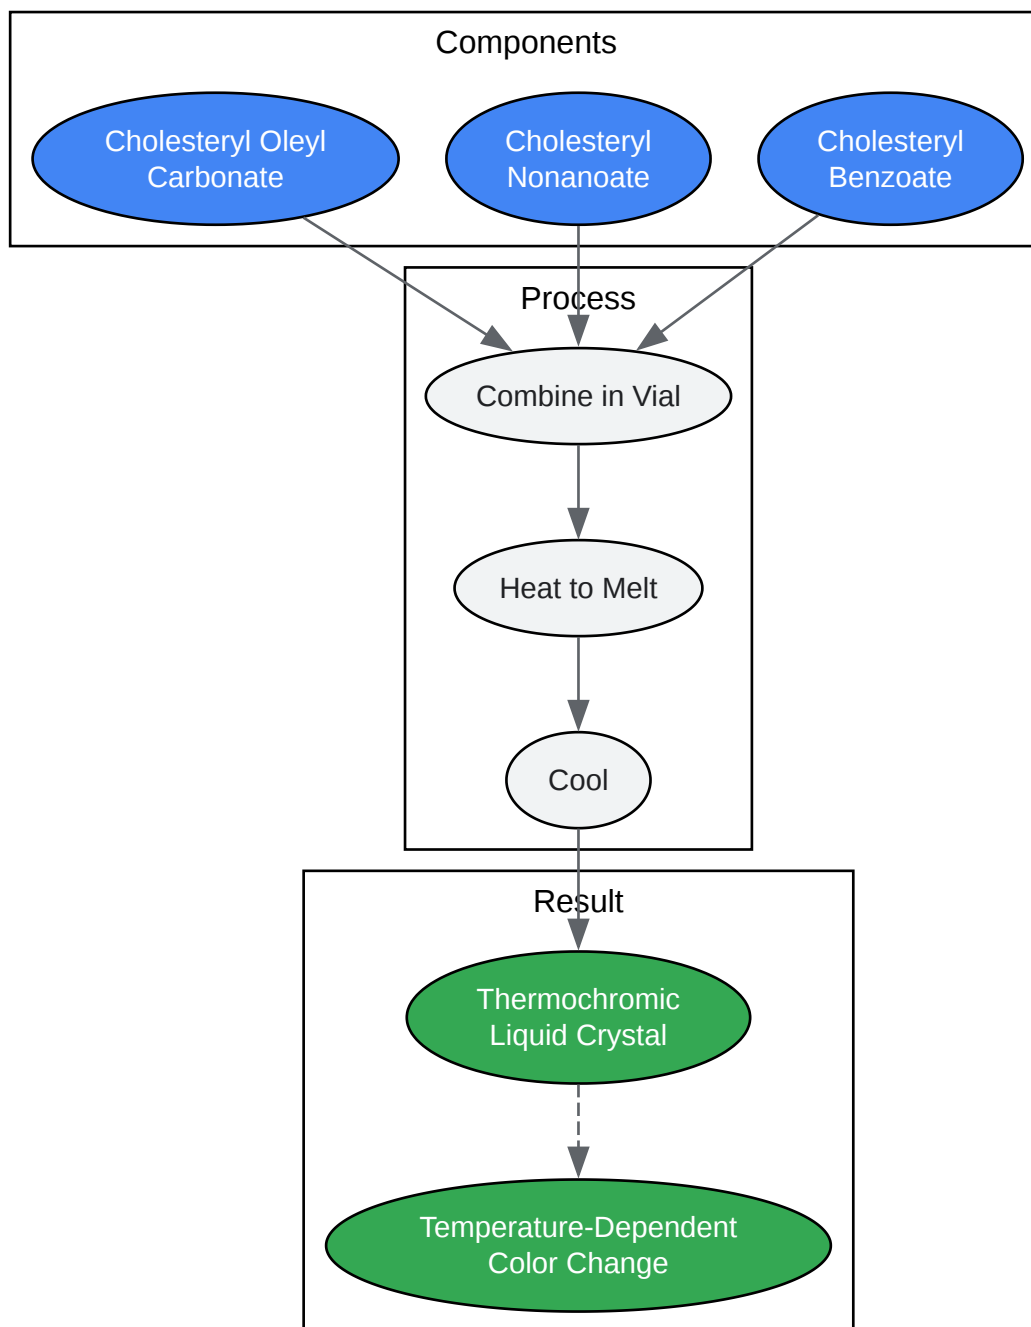 Components
Cholesteryl Oleyl
Carbonate
Cholesteryl
Nonanoate
Cholesteryl
Benzoate
Process
Combine in Vial
Heat to Melt
Cool
Result
Thermochromic
Liquid Crystal
Temperature-Dependent
Color Change